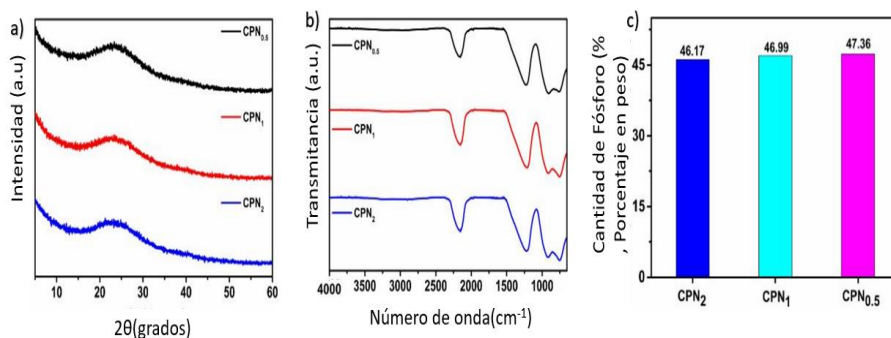 a)
Intensidad (a.u)
CPN0.5
CPN1
CPN2
10 20 30 40 50 60
2θ(grados)
b)
Transmitancia (a.u.)
CPN0.5
CPN1
CPN2
4000 3500 3000 2500 2000 1500 1000
Número de onda(cm-1)
c)
Cantidad de Fósforo (%
, Porcentaje en peso)
46.17 46.99 47.36
45
30
15
0
CPN2 CPN1 CPN0.5